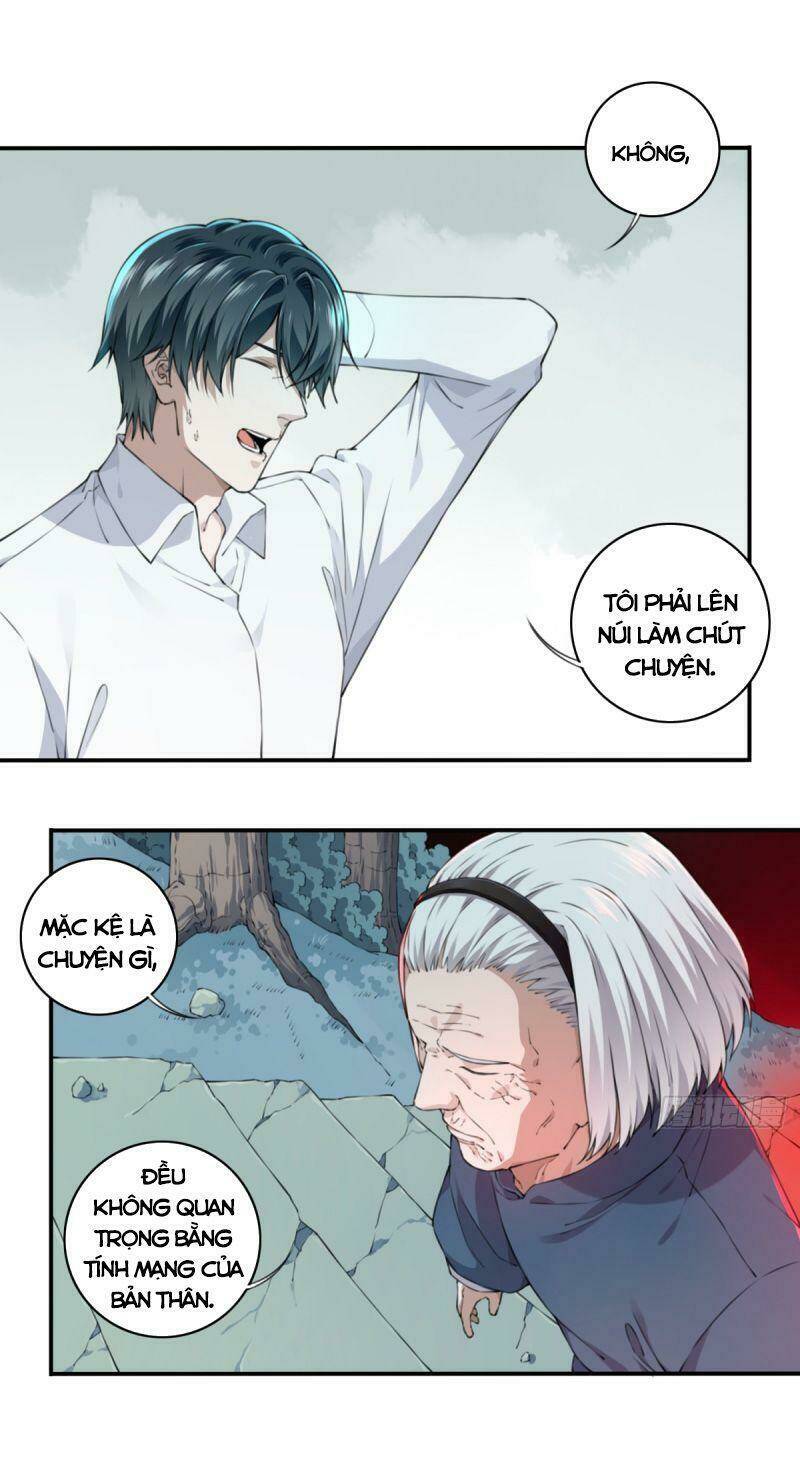 KHÔNG,
TÔI PHẢI LÊN
NÚI LÀM CHÚT
CHUYỆN.
MẶC KỆ LÀ
CHUYỆN GÌ,
ĐỀU
KHÔNG QUAN
TRỌNG BẰNG
TÍNH MẠNG CỦA
BẢN THÂN.